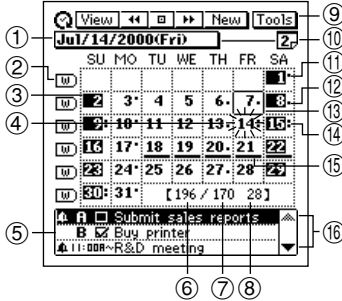 View New Tools ⑨
① Jul/14/2000(Fri) 2 ⑩
SU MO TU WE TH FR SA
② W 1 ⑪
③ W 2 3 4 5 6 7 8 ⑫
⑬
④ W 9 10 11 12 13 14 15 ⑭
W 16 17 18 19 20 21 22
⑮
W 23 24 25 26 27 28 29
W 30 31 [196 / 170 28]
⑤ A Submit sales reports ⑯
B Buy printer
11:00A~R&D meeting
⑥ ⑦ ⑧